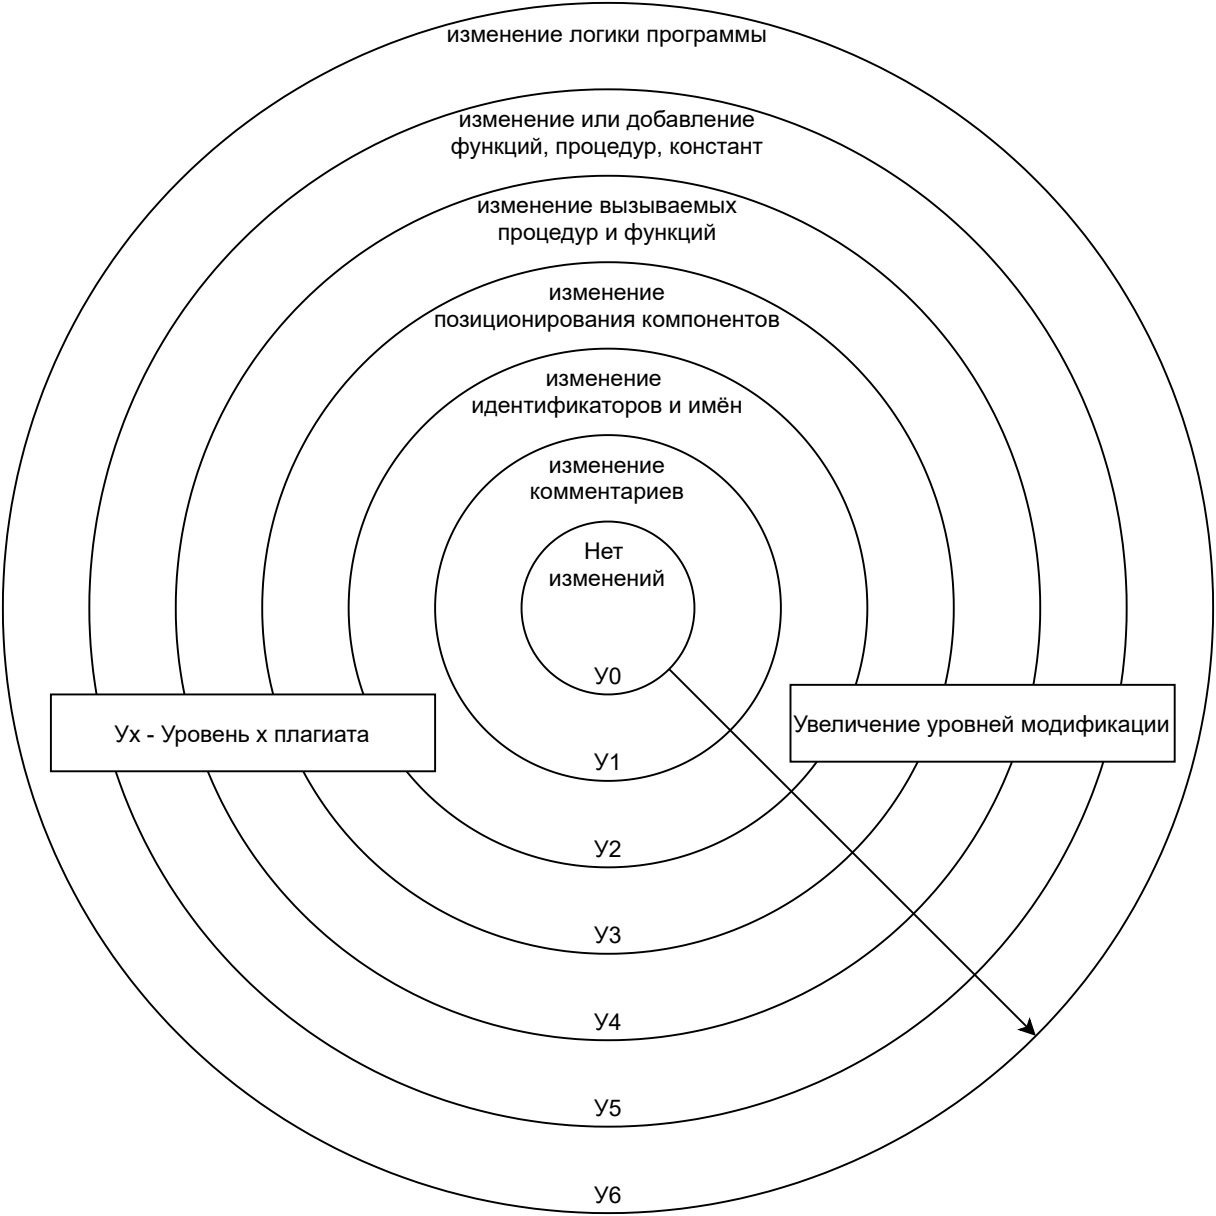 изменение логики программы
изменение или добавление
функций, процедур, констант
изменение вызываемых
процедур и функций
изменение
позиционирования компонентов
изменение
идентификаторов и имён
изменение
комментариев
Нет
изменений
У0
Ух - Уровень х плагиата
Увеличение уровней модификации
У1
У2
У3
У4
У5
У6